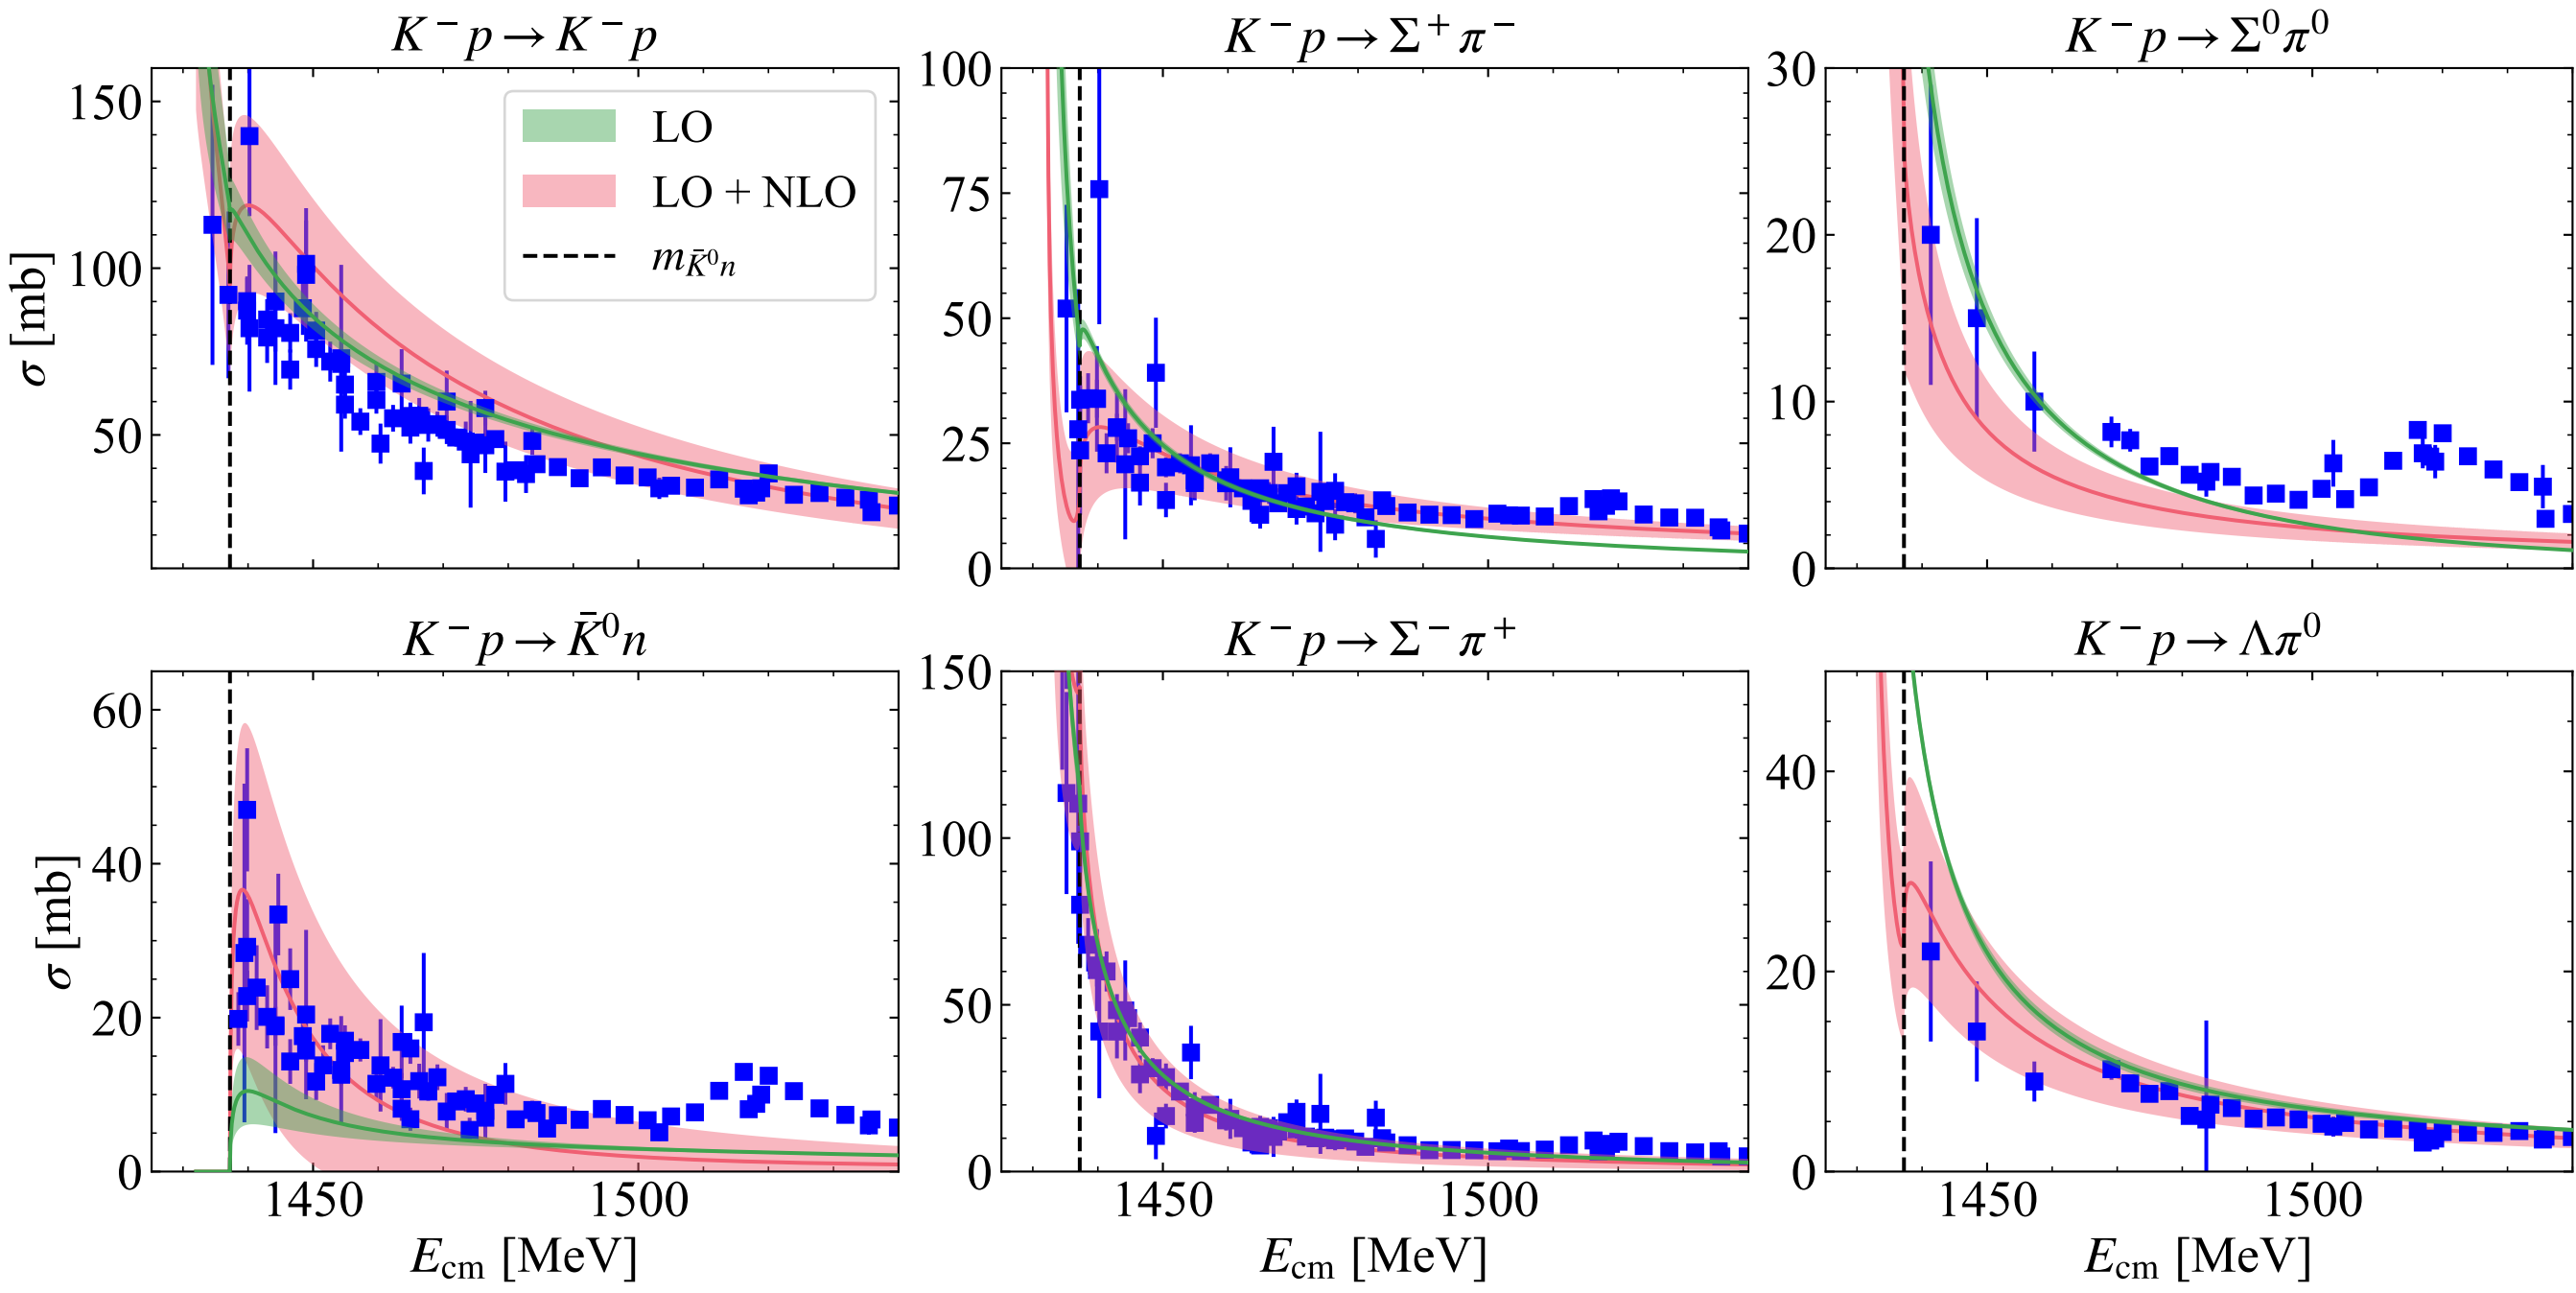 K⁻p → K⁻p
K⁻p → Σ⁺π⁻
K⁻p → Σ⁰π⁰
150
100
50
σ [mb]
LO
LO + NLO
m_{K̄⁰n}
100
75
50
25
0
30
20
10
0
K⁻p → K̄⁰n
K⁻p → Σ⁻π⁺
K⁻p → Λπ⁰
60
40
20
0
σ [mb]
150
100
50
0
40
20
0
1450 1500
1450 1500
1450 1500
E_cm [MeV]
E_cm [MeV]
E_cm [MeV]